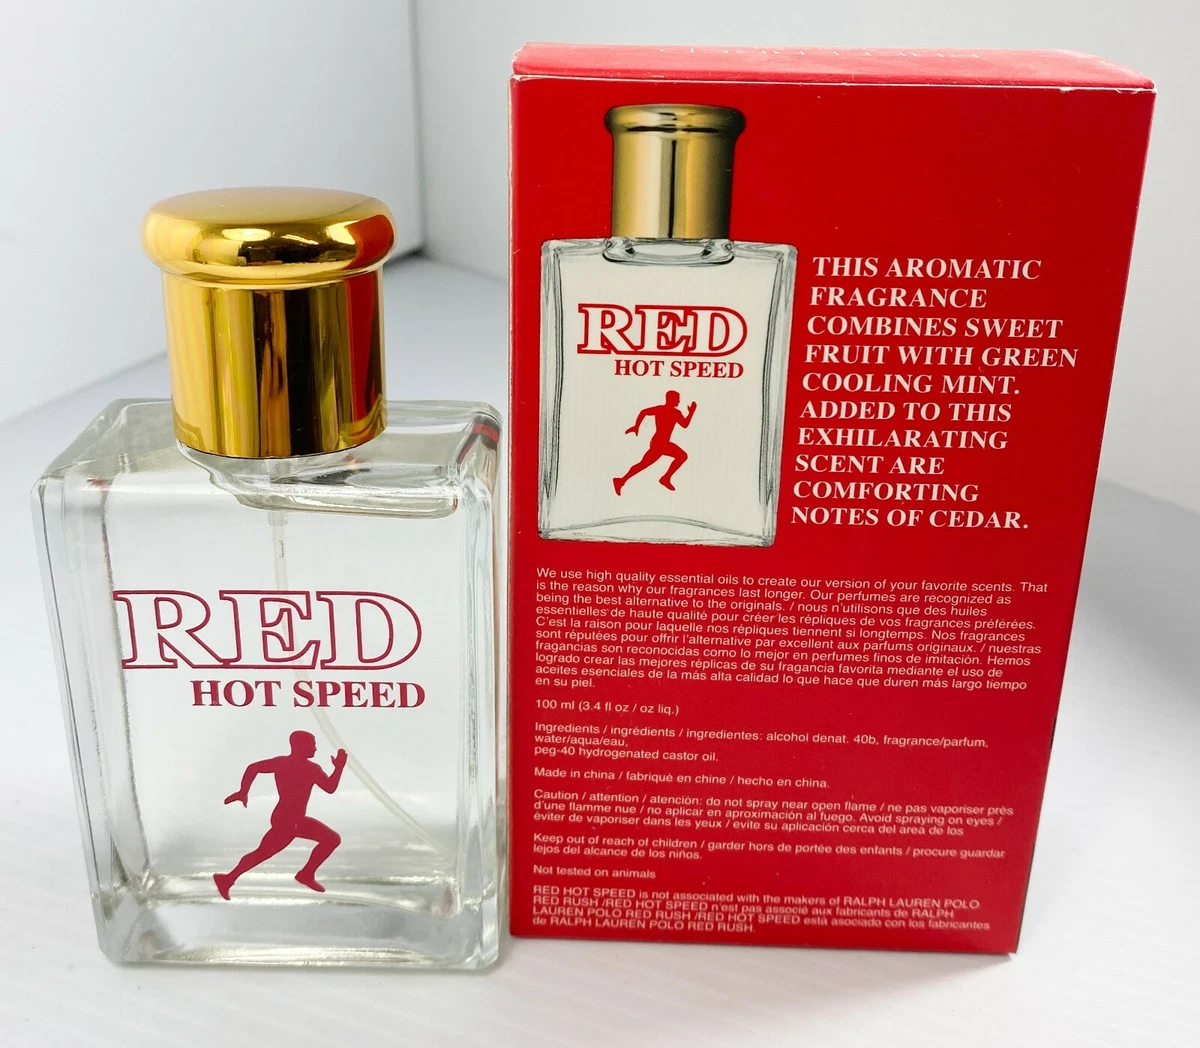 RED
HOT SPEED
RED
HOT SPEED
THIS AROMATIC
FRAGRANCE
COMBINES SWEET
FRUIT WITH GREEN
COOLING MINT.
ADDED TO THIS
EXHILARATING
SCENT ARE
COMFORTING
NOTES OF CEDAR.
We use high quality essential oils to create our version of your favorite scents. That
is the reason why our fragrances last longer. Our perfumes are recognized as
being the best alternative to the originals. / nous n'utilisons que des huiles
essentielles de haute qualité pour créer les répliques de vos fragrances préférées.
C'est la raison pour laquelle nos répliques tiennent si longtemps. Nos fragrances
sont réputées pour offrir l'alternative par excellent aux parfums originaux. / nuestras
fragancias son reconocidas como lo mejor en perfumes finos de imitación. Hemos
logrado crear las mejores réplicas de su fragancia favorita mediante el uso de
aceites esenciales de la más alta calidad lo que hace que duren más largo tiempo
en su piel.
100 ml (3.4 fl oz / oz liq.)
Ingredients / ingrédients / ingredientes: alcohol denat. 40b, fragrance/parfum,
water/aqua/eau,
peg-40 hydrogenated castor oil.
Made in china / fabriqué en chine / hecho en china.
Caution / attention / atención: do not spray near open flame / ne pas vaporiser près
d'une flamme nue / no aplicar en aproximación al fuego. Avoid spraying on eyes /
éviter de vaporiser dans les yeux / evite su aplicación cerca del area de los
Keep out of reach of children / garder hors de portée des enfants / procure guardar
lejos del alcance de los niños.
Not tested on animals
RED HOT SPEED is not associated with the makers of RALPH LAUREN POLO
RED RUSH /RED HOT SPEED n'est pas associé aux fabricants de RALPH
LAUREN POLO RED RUSH /RED HOT SPEED está asociado con los fabricantes
de RALPH LAUREN POLO RED RUSH.